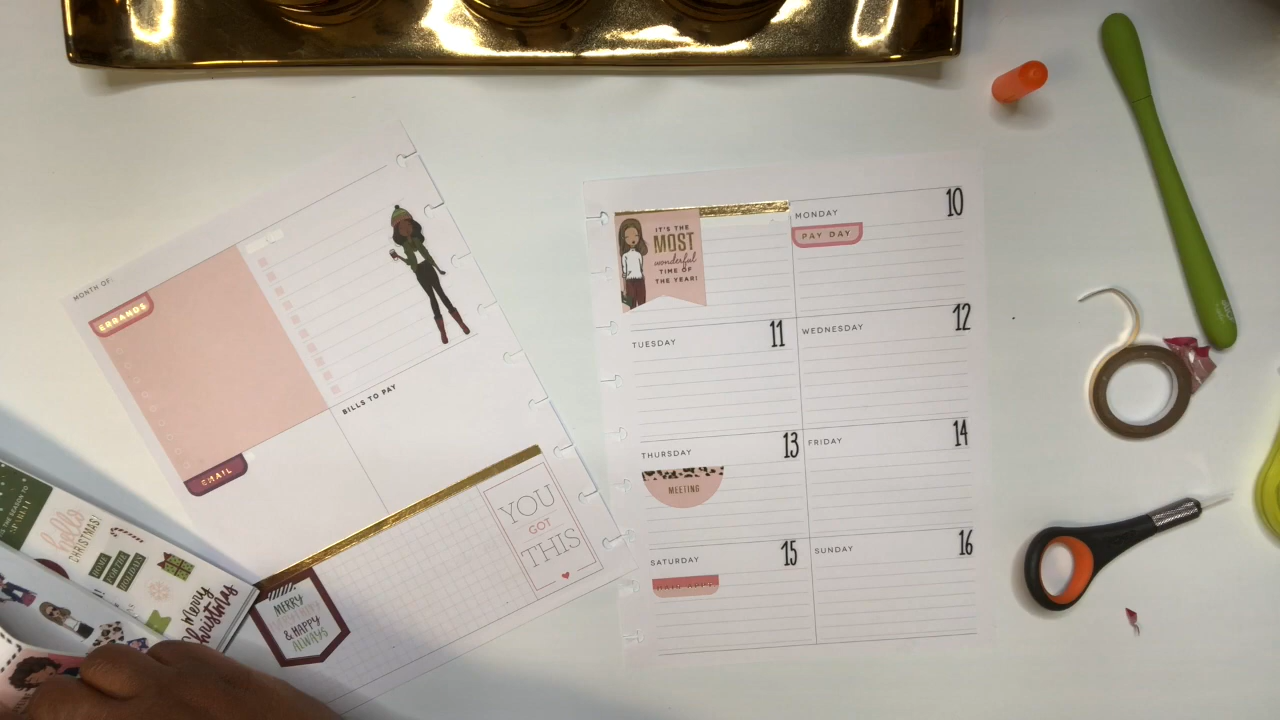 MONTH OF:
ERRANDS
EMAIL
BILLS TO PAY
YOU
GOT
THIS
MERRY
& HAPPY
ALWAYS
hello
CHRISTMAS!
merry
Christmas
IT'S THE
MOST
wonderful
TIME OF
THE YEAR!
MONDAY
10
PAY DAY
TUESDAY
11
WEDNESDAY
12
THURSDAY
13
MEETING
FRIDAY
14
SATURDAY
15
SUNDAY
16